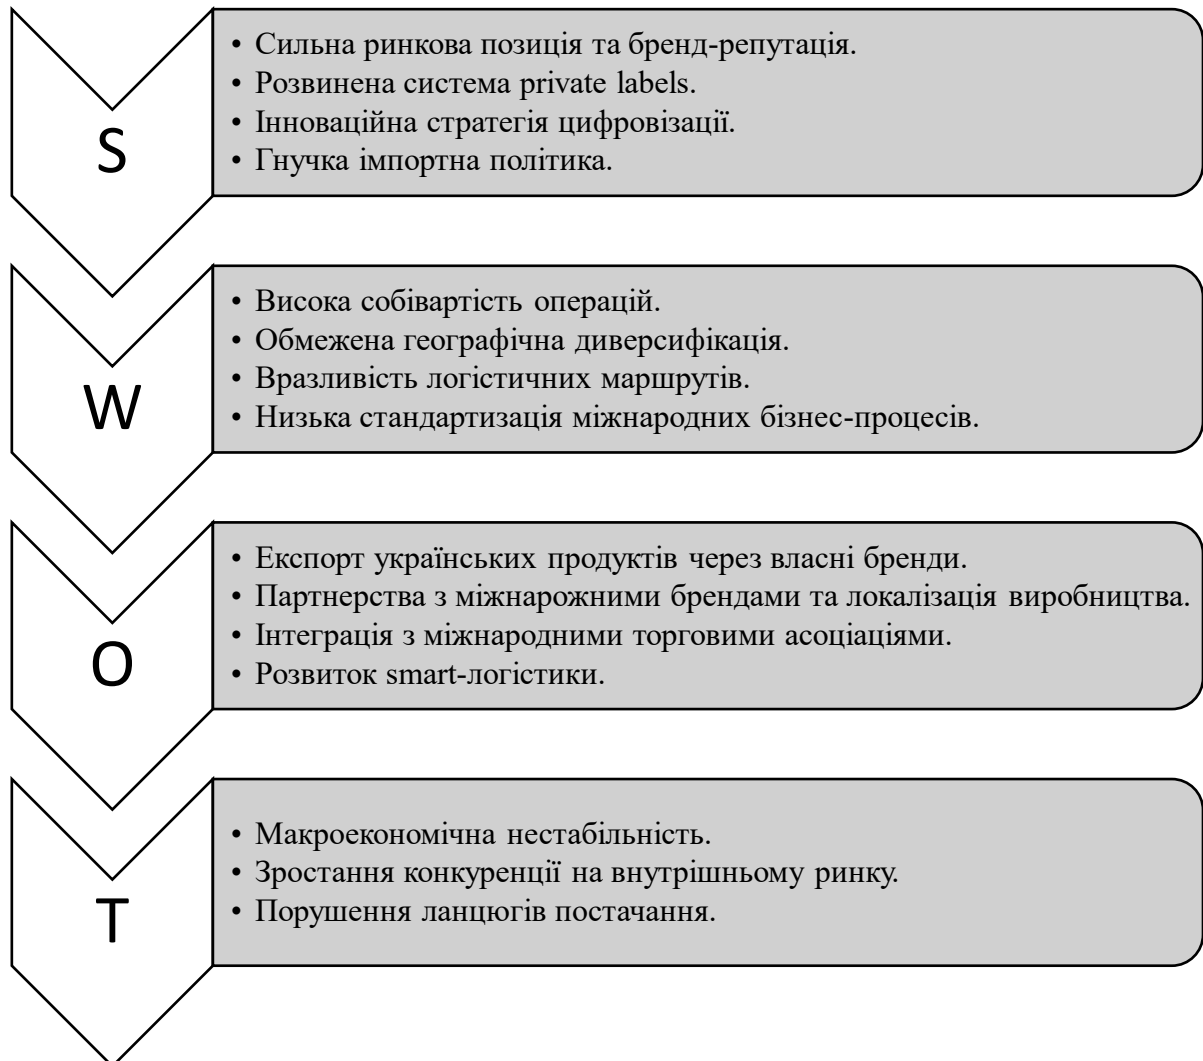 S
• Сильна ринкова позиція та бренд-репутація.
• Розвинена система private labels.
• Інноваційна стратегія цифровізації.
• Гнучка імпортна політика.
W
• Висока собівартість операцій.
• Обмежена географічна диверсифікація.
• Вразливість логістичних маршрутів.
• Низька стандартизація міжнародних бізнес-процесів.
O
• Експорт українських продуктів через власні бренди.
• Партнерства з міжнарожними брендами та локалізація виробництва.
• Інтеграція з міжнародними торговими асоціаціями.
• Розвиток smart-логістики.
T
• Макроекономічна нестабільність.
• Зростання конкуренції на внутрішньому ринку.
• Порушення ланцюгів постачання.